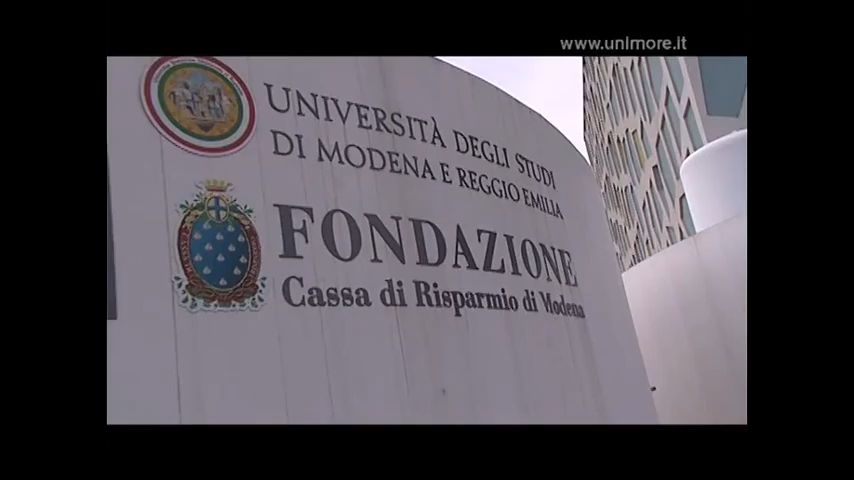 www.unimore.it
UNIVERSITÀ DEGLI STUDI
DI MODENA E REGGIO EMILIA
FONDAZIONE
Cassa di Risparmio di Modena